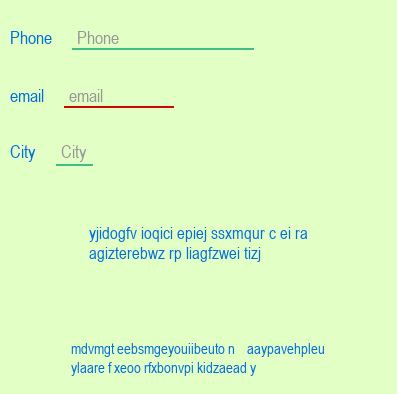 Phone Phone
email email
City City
yjidogfv ioqici epiej ssxmqur c ei ra
agizterebwz rp liagfzwei tizj
mdvmgt eebsmgeyouiibeuto n aaypavehpleu
ylaare f xeoo rfxbonvpi kidzaead y